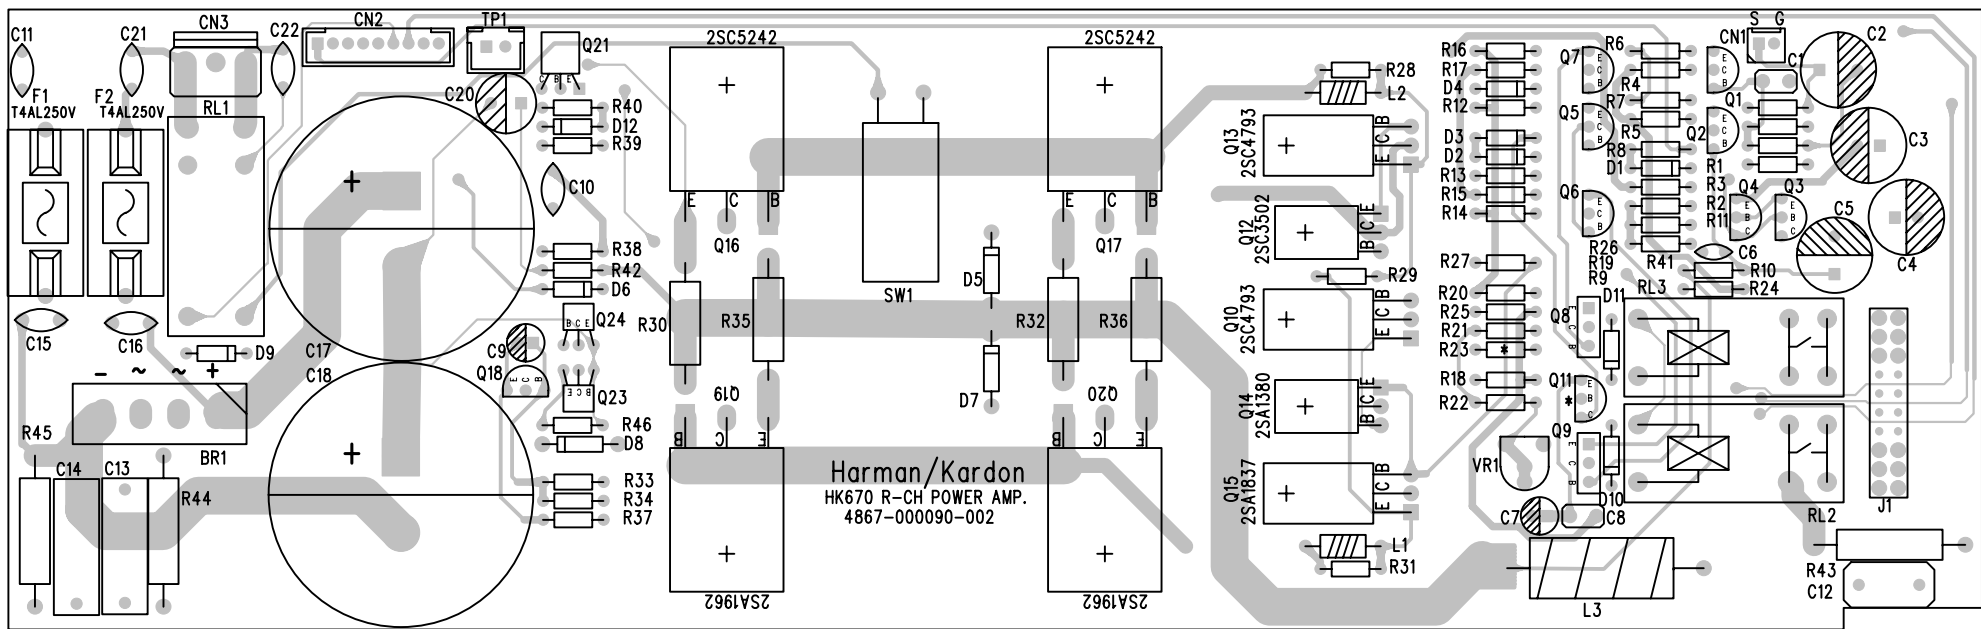 C11
C21
CN3
C22
CN2
TP1
Q21
2SC5242
2SC5242
R16
Q7
R6
S G
CN1
C2
F1
T4AL250V
F2
T4AL250V
RL1
C20
C B E
R40
D12
R39
R28
L2
R17
D4
R12
E
C
B
R4
R7
E
C
B
Q1
C1
Q13
2SC4793
B
C
E
D3
D2
R13
R15
R14
Q5
E
C
B
R5
R8
D1
Q2
E
C
B
R1
R3
R2
R11
C3
+
C10
E
C
B
E
C
B
Q16
Q17
Q12
2SC3502
E
C
B
Q6
E
C
B
Q4
E
B
C
Q3
E
B
C
C5
C4
R38
R42
D6
D5
SW1
R29
R27
R26
R19
R9
R41
C6
R10
R24
RL3
C15
C16
D9
C17
C18
C9
Q18
E C B
B C E
Q24
R30
R35
R32
R36
Q10
2SC4793
B
C
E
R20
R25
R21
R23
*
Q8
E
C
B
D11
- ~ ~ +
BR1
B C E
Q23
R46
D8
D7
Q19
Q20
Q14
2SA1380
E
C
B
R18
R22
Q11
*
E
B
C
R45
C14
C13
R44
+
R33
R34
R37
B
C
E
B
C
E
Harman/Kardon
HK670 R-CH POWER AMP.
4867-000090-002
2SA1962
2SA1962
Q15
2SA1837
B
C
E
VR1
Q9
E
C
B
D10
C7
C8
RL2
J1
L1
R31
L3
R43
C12